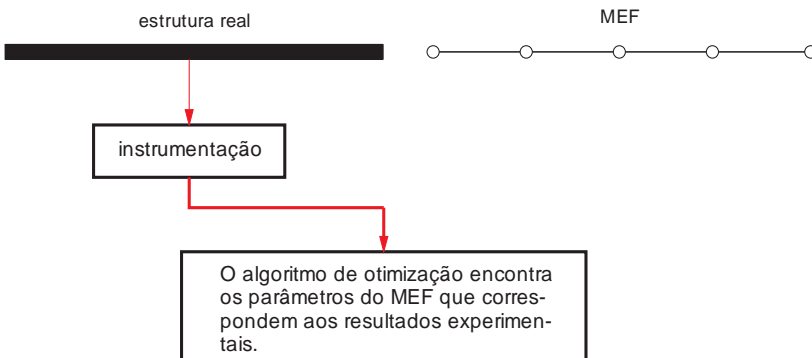 estrutura real
MEF
instrumentação
O algoritmo de otimização encontra
os parâmetros do MEF que corres-
pondem aos resultados experimen-
tais.